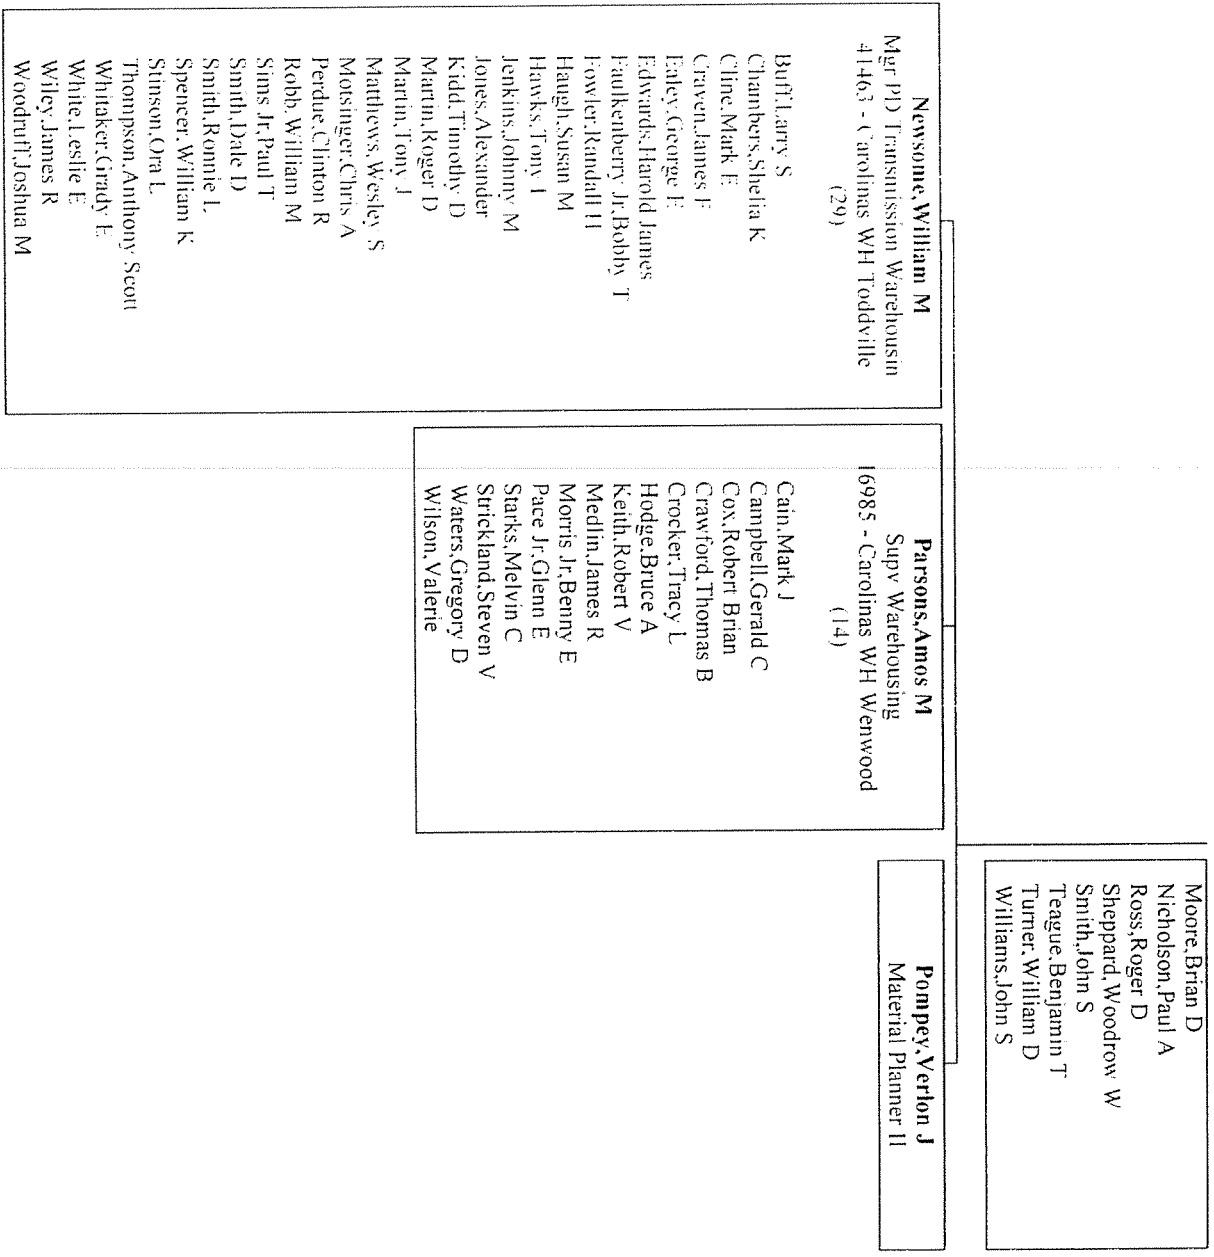 Moore,Brian D
Nicholson,Paul A
Ross,Roger D
Sheppard,Woodrow W
Smith,John S
Teague,Benjamin T
Turner,William D
Williams,John S
Newsome,William M
Mgr PD Transmission Warehousin
41463 - Carolinas WH Toddville
(29)
Buff,Larry S
Chambers,Shelia K
Cline,Mark E
Craven,James F
Ealey,George E
Edwards,Harold James
Faulkenberry Jr,Bobby T
Fowler,Randall H
Haugh,Susan M
Hawks,Tony I
Jenkins,Johnny M
Jones,Alexander
Kidd,Timothy D
Martin,Roger D
Martin,Tony J
Matthews,Wesley S
Motsinger,Chris A
Perdue,Clinton R
Robb,William M
Sims Jr,Paul T
Smith,Dale D
Smith,Ronnie L
Spencer,William K
Stinson,Ora L
Thompson,Anthony Scott
Whitaker,Grady E
White,Leslie E
Wiley,James R
Woodruff,Joshua M
Parsons,Amos M
Supv Warehousing
16985 - Carolinas WH Wenwood
(14)
Cain,Mark J
Campbell,Gerald C
Cox,Robert Brian
Crawford,Thomas B
Crocker,Tracy L
Hodge,Bruce A
Keith,Robert V
Medlin,James R
Morris Jr,Benny E
Pace Jr,Glenn E
Starks,Melvin C
Strickland,Steven V
Waters,Gregory D
Wilson,Valerie
Pompey,Verlon J
Material Planner II